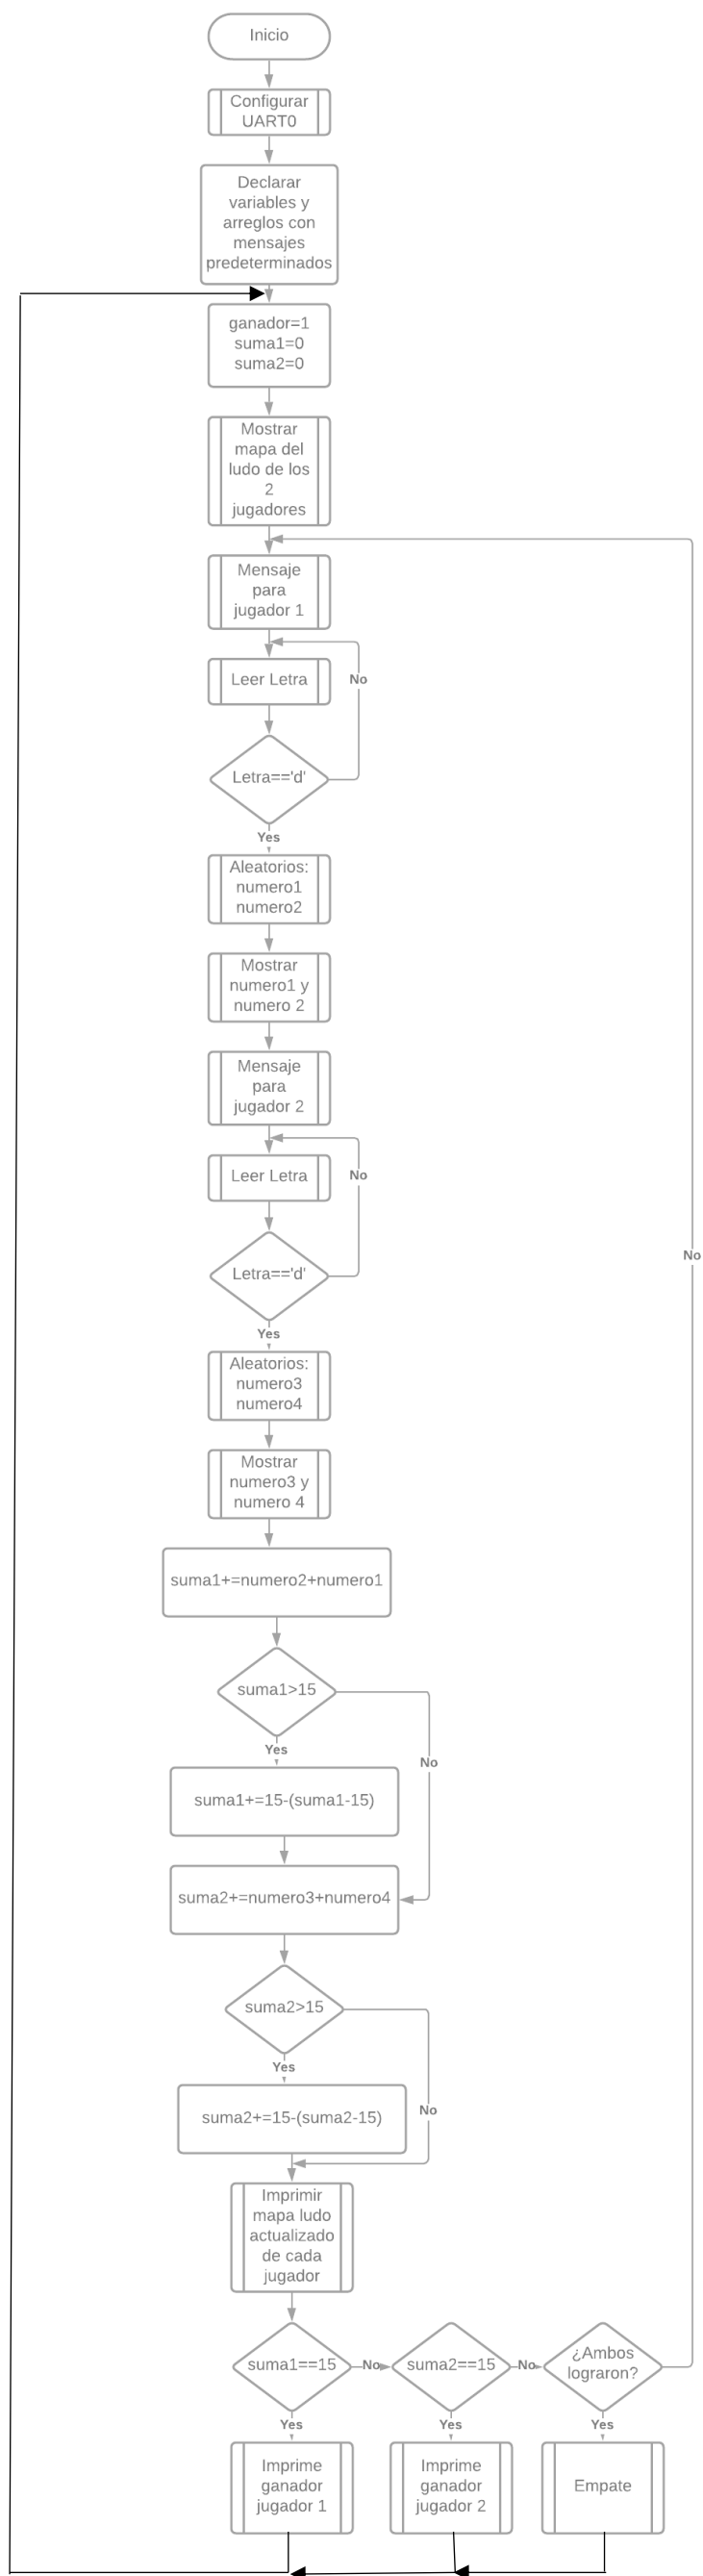 Inicio
Configurar
UART0
Declarar
variables y
arreglos con
mensajes
predeterminados
ganador=1
suma1=0
suma2=0
Mostrar
mapa del
ludo de los
2
jugadores
Mensaje
para
jugador 1
Leer Letra
No
Letra=='d'
Yes
Aleatorios:
numero1
numero2
Mostrar
numero1 y
numero 2
Mensaje
para
jugador 2
Leer Letra
No
No
Letra=='d'
Yes
Aleatorios:
numero3
numero4
Mostrar
numero3 y
numero 4
suma1+=numero2+numero1
suma1>15
Yes
No
suma1+=15-(suma1-15)
suma2+=numero3+numero4
suma2>15
Yes
No
suma2+=15-(suma2-15)
Imprimir
mapa ludo
actualizado
de cada
jugador
suma1==15
No
suma2==15
No
¿Ambos
lograron?
Yes
Yes
Yes
Imprime
ganador
jugador 1
Imprime
ganador
jugador 2
Empate